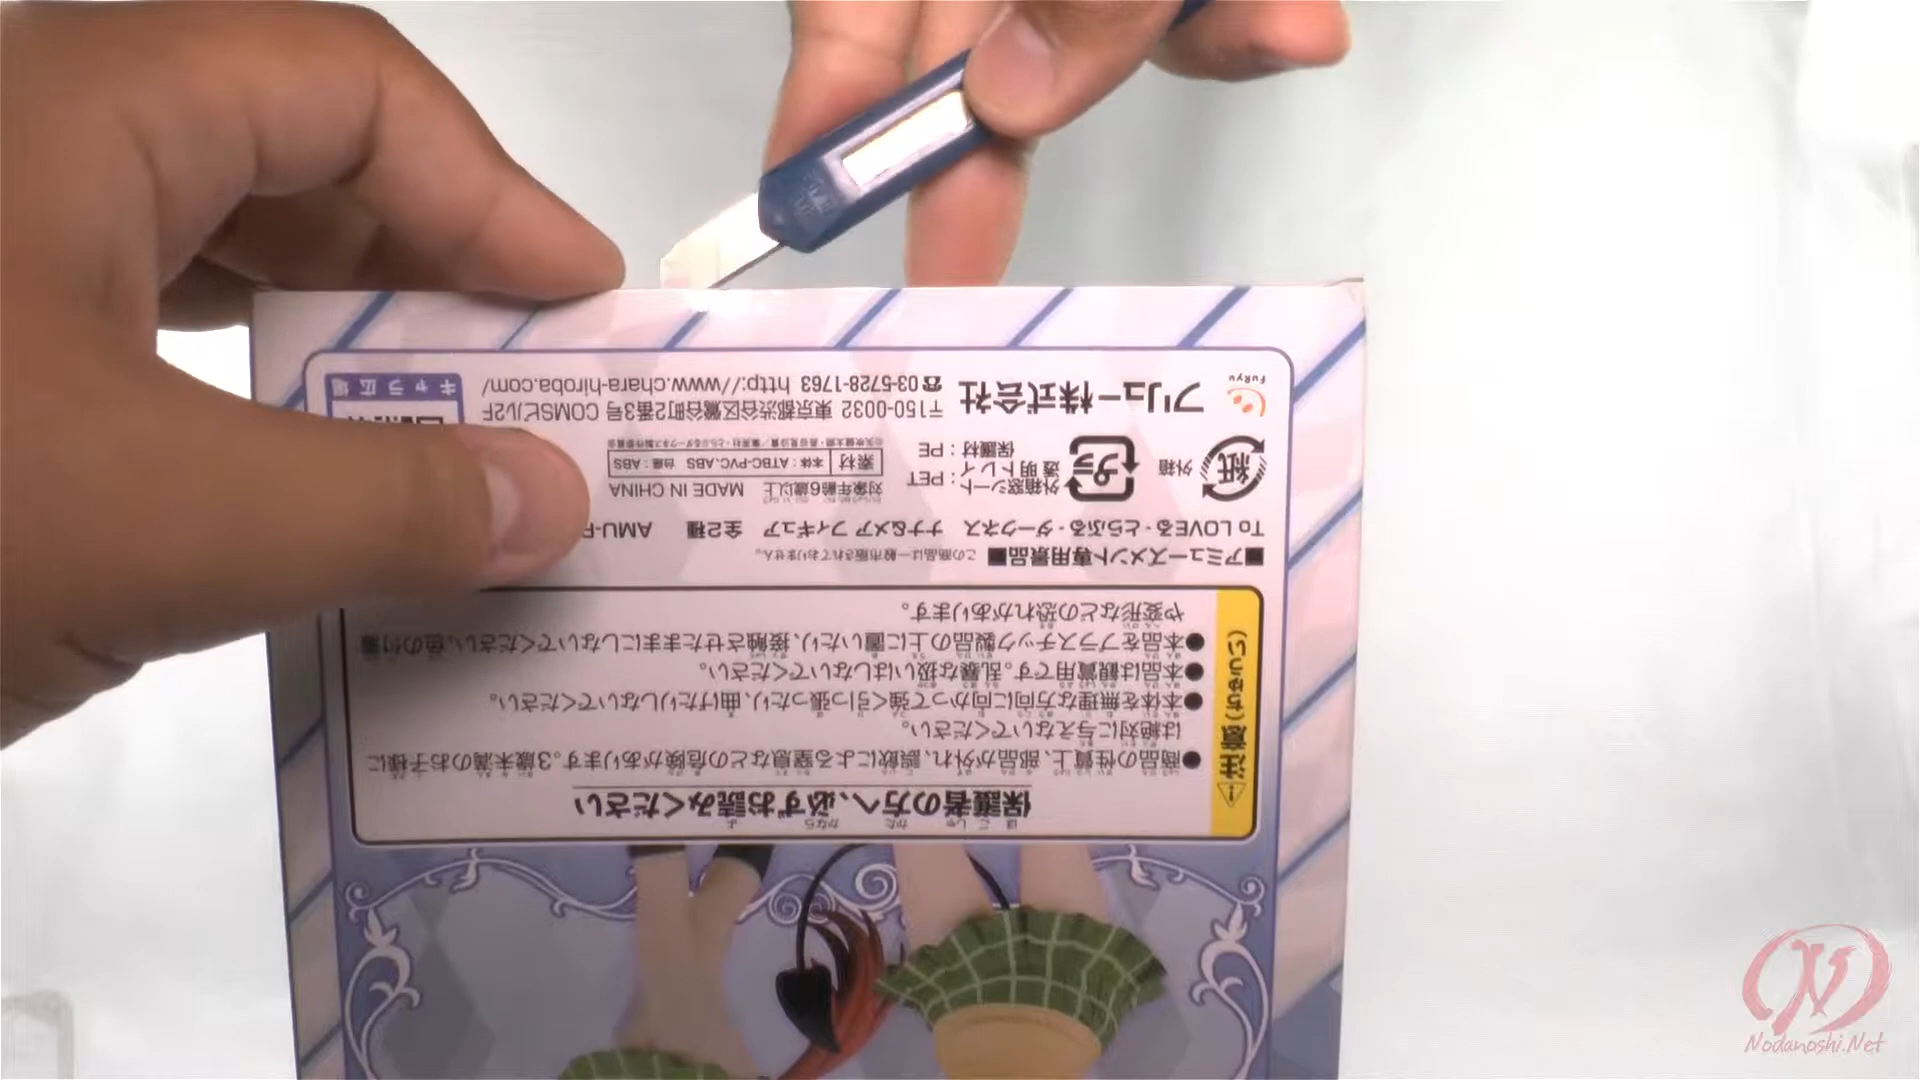 保護者の方へ、必ずお読みください
注意(ちゅうい)
●商品の性質上、部品が外れ、誤飲による窒息などの危険があります。3歳未満のお子様に
は絶対に与えないでください。
●本体を無理な方向に向かって強く引っ張ったり、曲げたりしないでください。
●本品は観賞用です。乱暴な扱いはしないでください。
●本品をプラスチック製品の上に置いたり、接触させたままにしないでください。色の付着
や変形などの恐れがあります。
■アミューズメント専用景品■ この商品は一般市販されておりません。
To LOVEる-とらぶる-ダークネス ナナ&メア フィギュア 全2種 AMU-
対象年齢6歳以上 MADE IN CHINA
素材 本体:ATBC-PVC,ABS 台座:ABS
紙 外箱
プラ 外箱窓シート:PET
透明トレイ
保護材:PE
FuRyu フリュー株式会社
〒150-0032 東京都渋谷区鶯谷町2番3号 COMSビル2F
☎03-5728-1763 http://www.chara-hiroba.com/
キャラ広場
Nodanoshi.Net